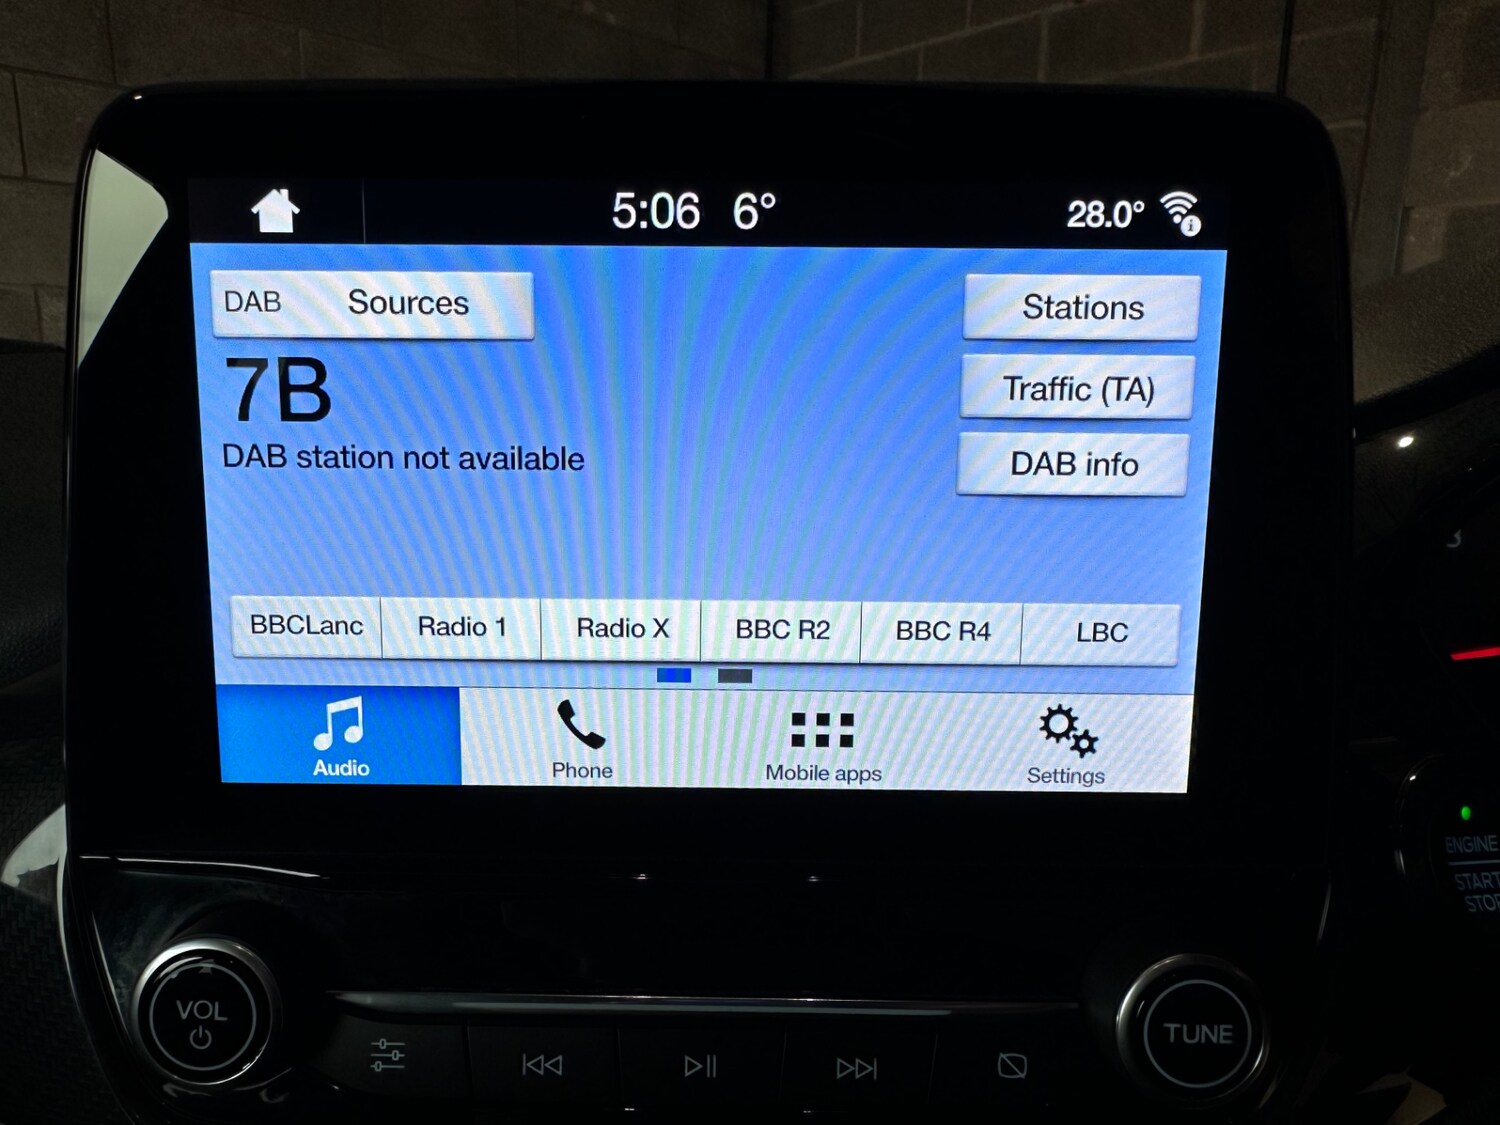 5:06 6° 28.0°
DAB Sources
Stations
7B
Traffic (TA)
DAB station not available
DAB info
BBCLanc Radio 1 Radio X BBC R2 BBC R4 LBC
Audio Phone Mobile apps Settings
ENGINE
START
STOP
VOL
TUNE